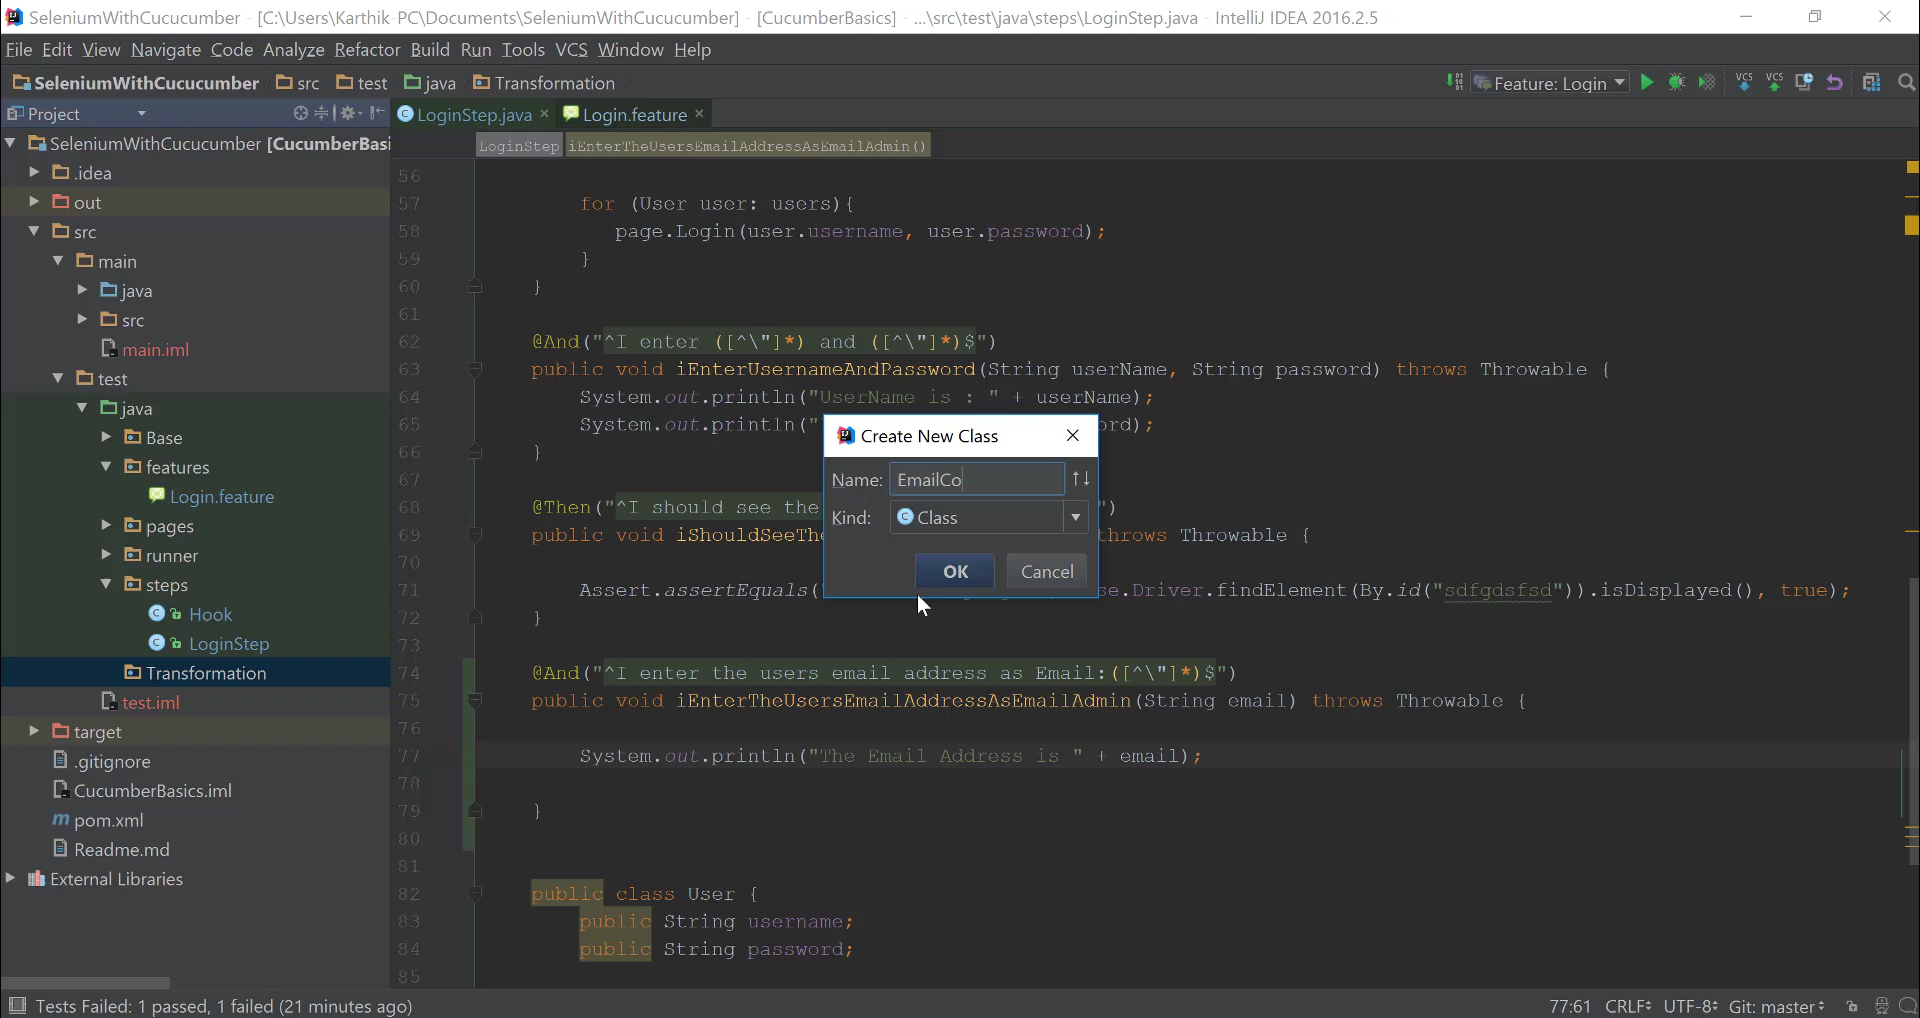 SeleniumWithCucucumber - [C:\Users\Karthik-PC\Documents\SeleniumWithCucucumber] - [CucumberBasics] - ...\src\test\java\steps\LoginStep.java - IntelliJ IDEA 2016.2.5
File Edit View Navigate Code Analyze Refactor Build Run Tools VCS Window Help
SeleniumWithCucucumber src test java Transformation Feature: Login VCS VCS
Project
LoginStep.java Login.feature
LoginStep iEnterTheUsersEmailAddressAsEmailAdmin()
SeleniumWithCucucumber [CucumberBasi
.idea
out
src
main
java
src
main.iml
test
java
Base
features
Login.feature
pages
runner
steps
Hook
LoginStep
Transformation
test.iml
target
.gitignore
CucumberBasics.iml
pom.xml
Readme.md
External Libraries
56
57 for (User user: users){
58 page.Login(user.username, user.password);
59 }
60 }
61
62 @And("^I enter ([^\"]*) and ([^\"]*)$")
63 public void iEnterUsernameAndPassword(String userName, String password) throws Throwable {
64 System.out.println("UserName is : " + userName);
65 System.out.println(" ord);
66 }
67
68 @Then("^I should see the ")
69 public void iShouldSeeThe throws Throwable {
70
71 Assert.assertEquals( se.Driver.findElement(By.id("sdfgdsfsd")).isDisplayed(), true);
72 }
73
74 @And("^I enter the users email address as Email:([^\"]*)$")
75 public void iEnterTheUsersEmailAddressAsEmailAdmin(String email) throws Throwable {
76
77 System.out.println("The Email Address is " + email);
78
79 }
80
81
82 public class User {
83 public String username;
84 public String password;
85
Create New Class
Name: EmailCo
Kind: Class
OK Cancel
Tests Failed: 1 passed, 1 failed (21 minutes ago) 77:61 CRLF UTF-8 Git: master